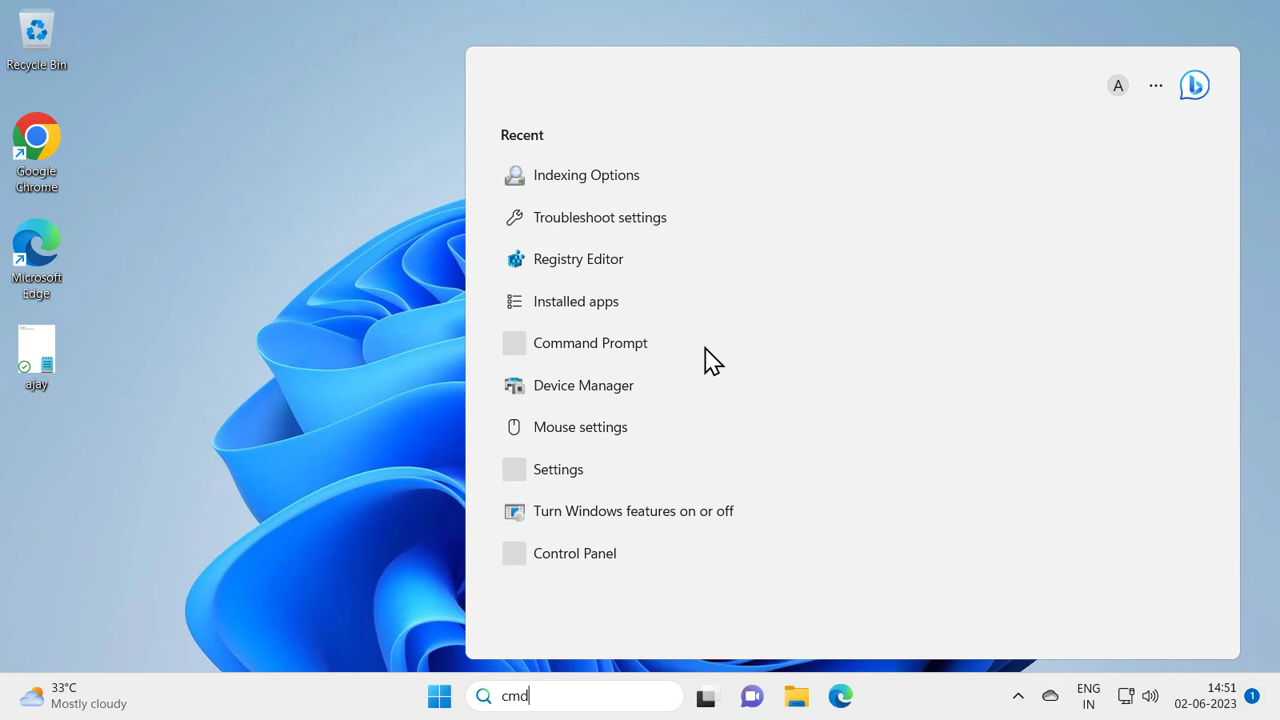 Recycle Bin
Google
Chrome
Microsoft
Edge
ajay
A
Recent
Indexing Options
Troubleshoot settings
Registry Editor
Installed apps
Command Prompt
Device Manager
Mouse settings
Settings
Turn Windows features on or off
Control Panel
33°C
Mostly cloudy
cmd
ENG
IN
14:51
02-06-2023
1